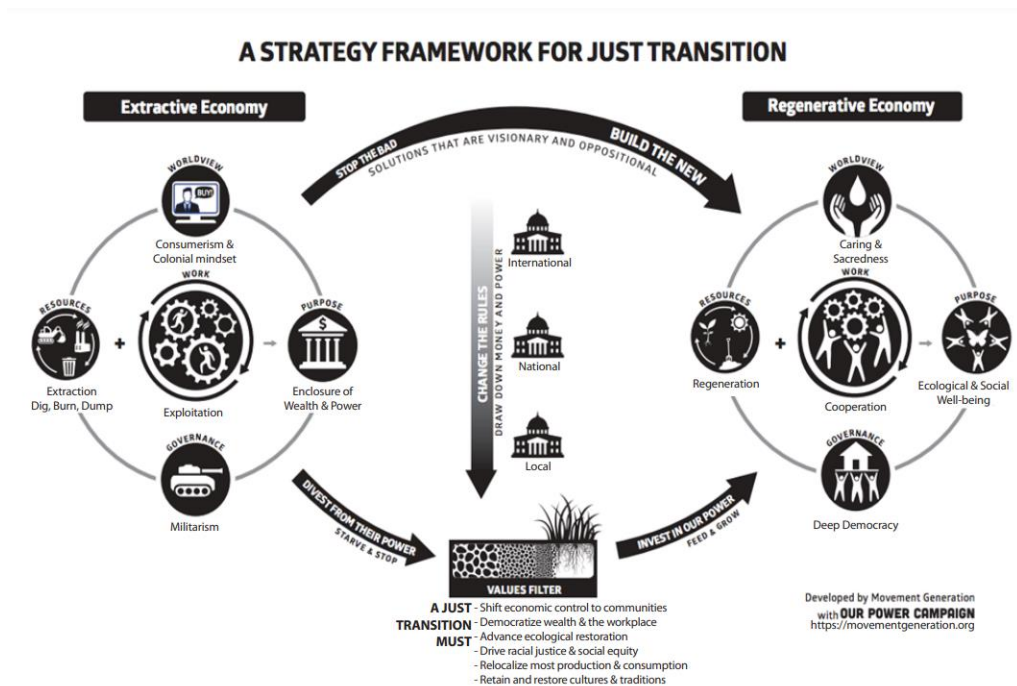 A STRATEGY FRAMEWORK FOR JUST TRANSITION
Extractive Economy
WORLDVIEW
BUY!
Consumerism &
Colonial mindset
RESOURCES
Extraction
Dig, Burn, Dump
+
WORK
Exploitation
PURPOSE
$
Enclosure of
Wealth & Power
GOVERNANCE
Militarism
STOP THE BAD
BUILD THE NEW
SOLUTIONS THAT ARE VISIONARY AND OPPOSITIONAL
CHANGE THE RULES
DRAW DOWN MONEY AND POWER
International
National
Local
DIVEST FROM THEIR POWER
STARVE & STOP
VALUES FILTER
INVEST IN OUR POWER
FEED & GROW
Regenerative Economy
WORLDVIEW
Caring &
Sacredness
RESOURCES
Regeneration
+
WORK
Cooperation
PURPOSE
Ecological & Social
Well-being
GOVERNANCE
Deep Democracy
A JUST
TRANSITION
MUST
- Shift economic control to communities
- Democratize wealth & the workplace
- Advance ecological restoration
- Drive racial justice & social equity
- Relocalize most production & consumption
- Retain and restore cultures & traditions
Developed by Movement Generation
with OUR POWER CAMPAIGN
https://movementgeneration.org